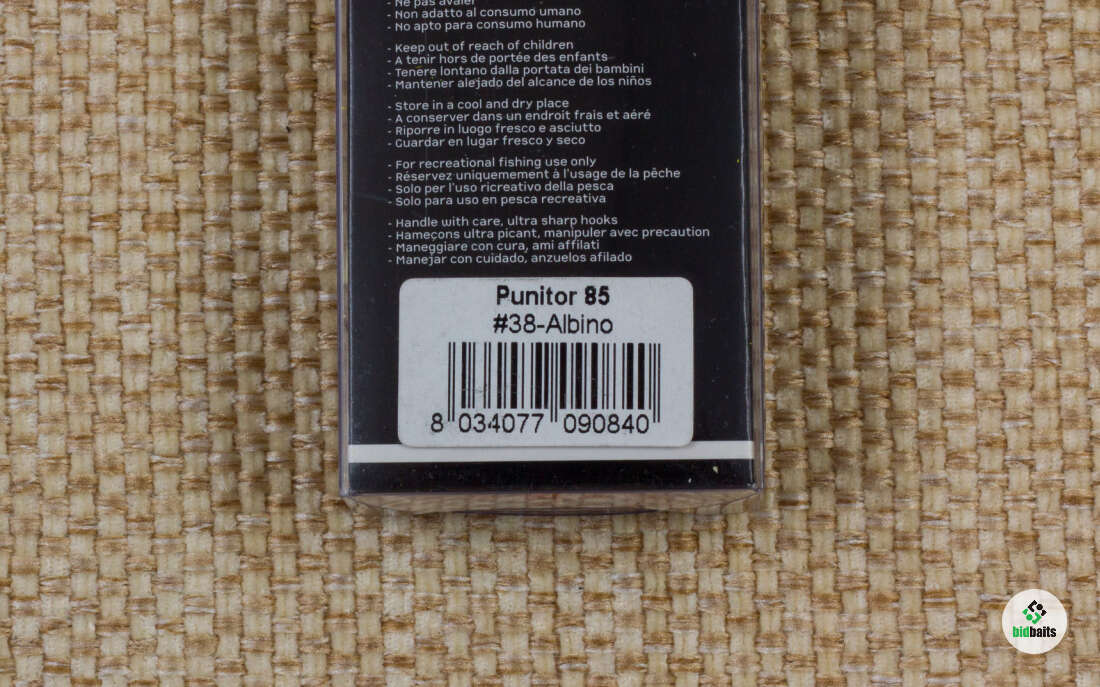 - Ne pas avaler
- Non adatto al consumo umano
- No apto para consumo humano
- Keep out of reach of children
- A tenir hors de portée des enfants
- Tenere lontano dalla portata dei bambini
- Mantener alejado del alcance de los niños
- Store in a cool and dry place
- A conserver dans un endroit frais et aéré
- Riporre in luogo fresco e asciutto
- Guardar en lugar fresco y seco
- For recreational fishing use only
- Réservez uniquemement à l'usage de la pêche
- Solo per l'uso ricreativo della pesca
- Solo para uso en pesca recreativa
- Handle with care, ultra sharp hooks
- Hameçons ultra picant, manipuler avec precaution
- Maneggiare con cura, ami affilati
- Manejar con cuidado, anzuelos afilado
Punitor 85
#38-Albino
8 034077 090840
bidbaits